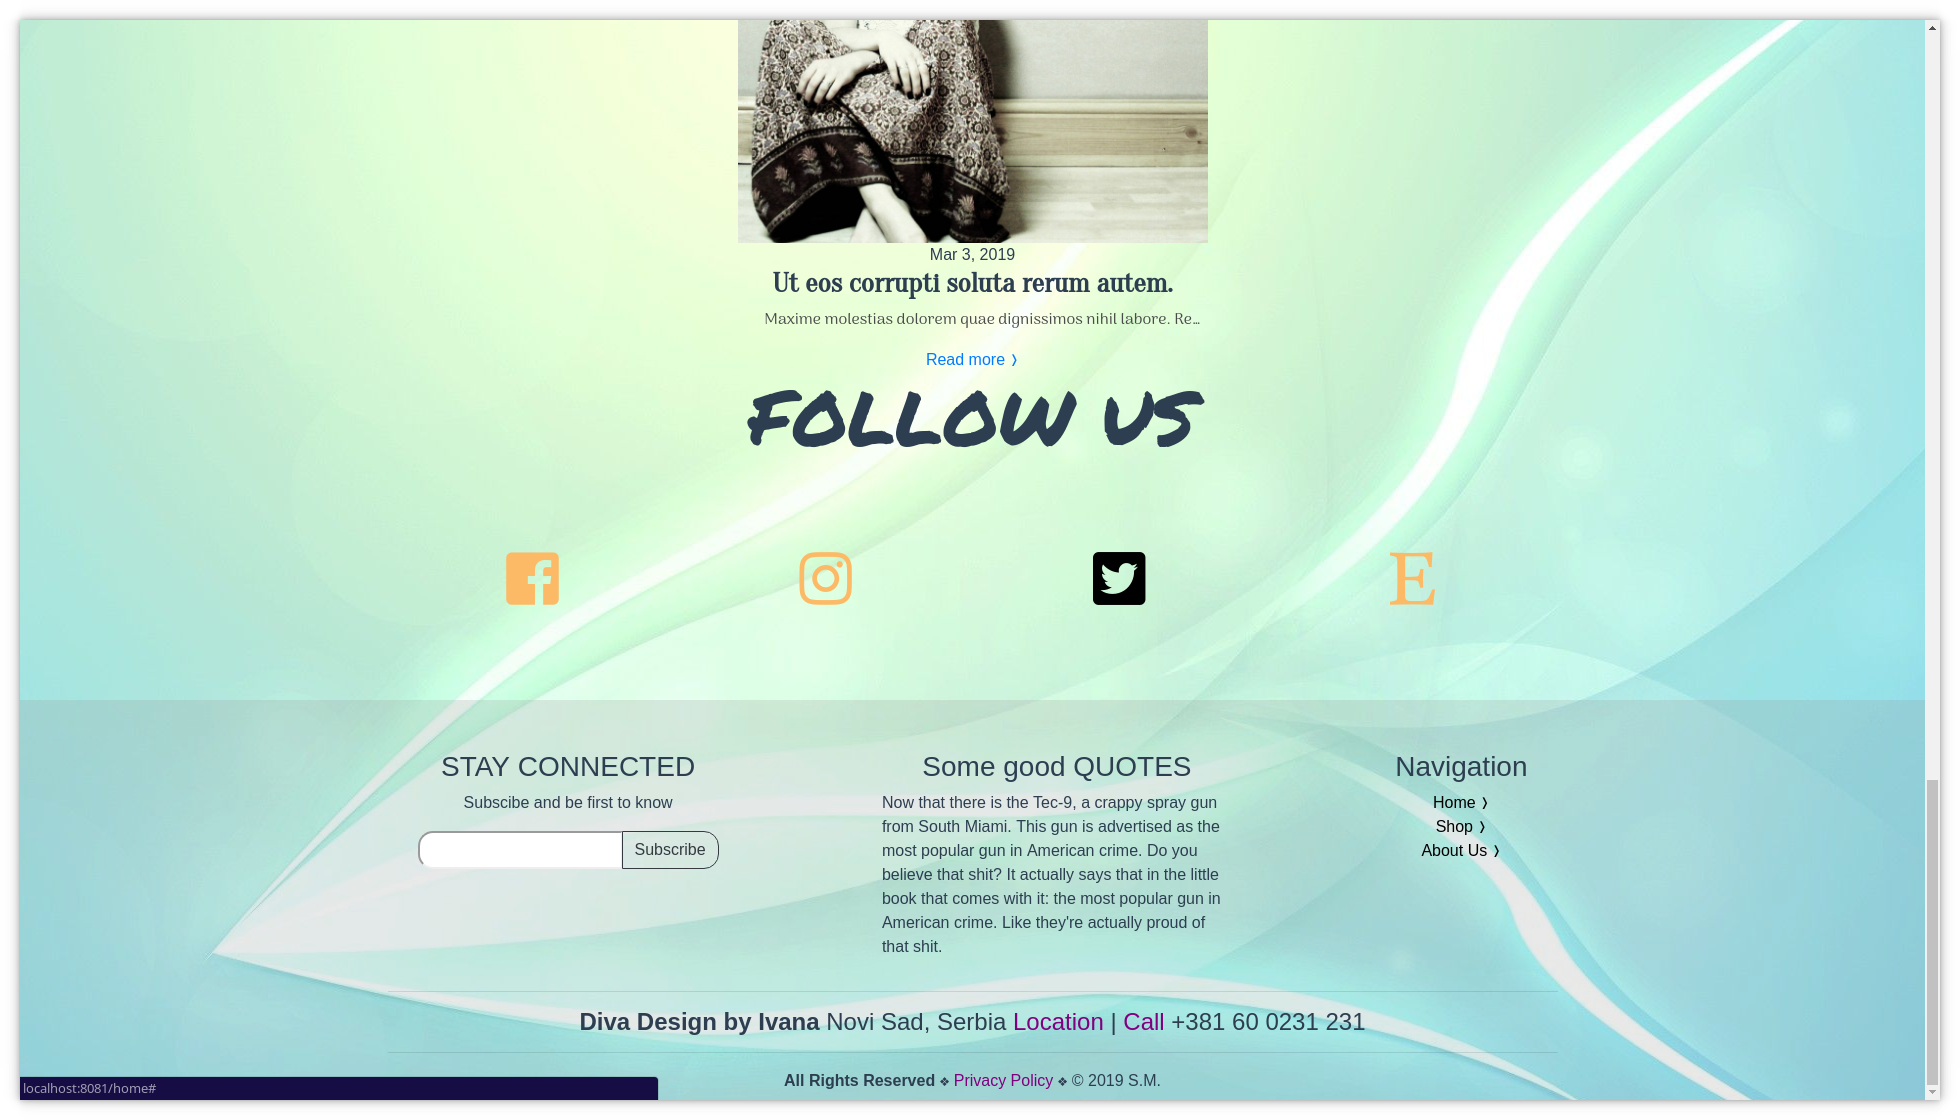 Mar 3, 2019
Ut eos corrupti soluta rerum autem.
Maxime molestias dolorem quae dignissimos nihil labore. Re...
Read more ❭
FOLLOW US
STAY CONNECTED
Subscibe and be first to know
Subscribe
Some good QUOTES
Now that there is the Tec-9, a crappy spray gun
from South Miami. This gun is advertised as the
most popular gun in American crime. Do you
believe that shit? It actually says that in the little
book that comes with it: the most popular gun in
American crime. Like they're actually proud of
that shit.
Navigation
Home ❭
Shop ❭
About Us ❭
Diva Design by Ivana Novi Sad, Serbia Location | Call +381 60 0231 231
All Rights Reserved ❖ Privacy Policy ❖ © 2019 S.M.
localhost:8081/home#